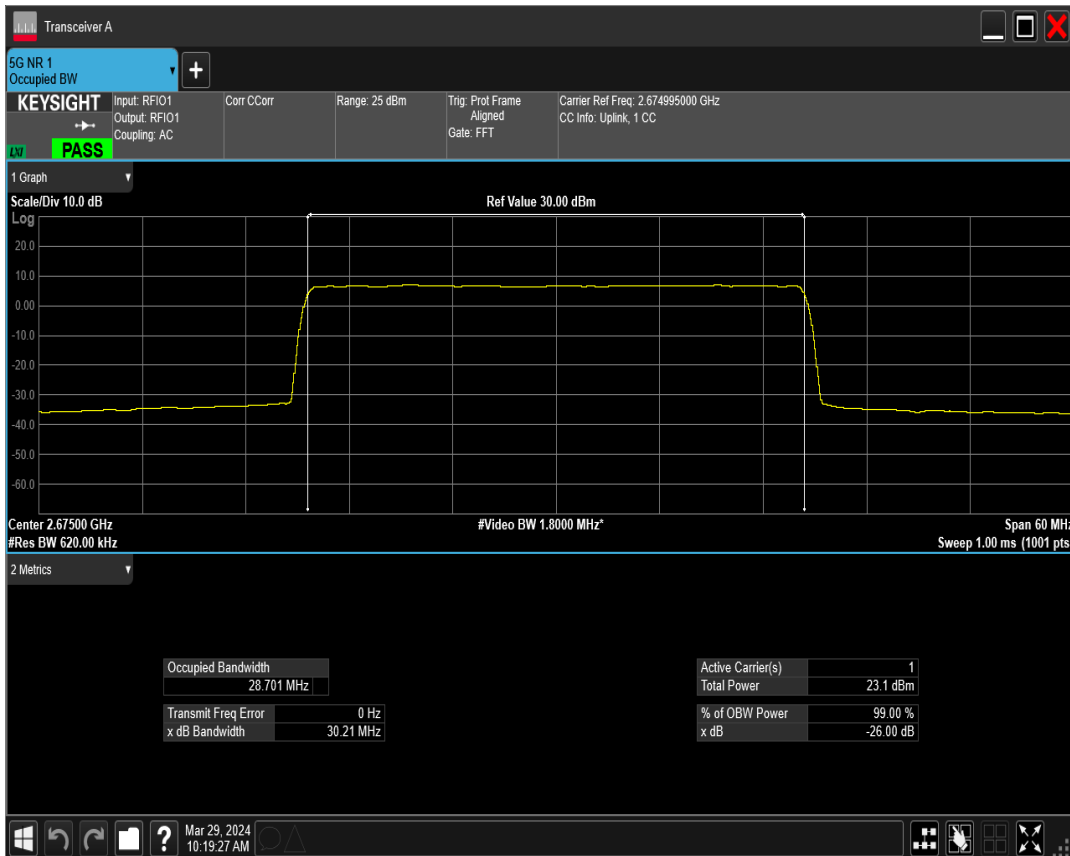 Transceiver A
5G NR 1
Occupied BW
KEYSIGHT
LXI
PASS
Input: RFIO1
Output: RFIO1
Coupling: AC
Corr CCorr
Range: 25 dBm
Trig: Prot Frame
Aligned
Gate: FFT
Carrier Ref Freq: 2.674995000 GHz
CC Info: Uplink, 1 CC
1 Graph
Scale/Div 10.0 dB
Ref Value 30.00 dBm
Log
20.0
10.0
0.00
-10.0
-20.0
-30.0
-40.0
-50.0
-60.0
Center 2.67500 GHz
#Video BW 1.8000 MHz*
Span 60 MHz
#Res BW 620.00 kHz
Sweep 1.00 ms (1001 pts
2 Metrics
Occupied Bandwidth
28.701 MHz
Transmit Freq Error 0 Hz
x dB Bandwidth 30.21 MHz
Active Carrier(s) 1
Total Power 23.1 dBm
% of OBW Power 99.00 %
x dB -26.00 dB
?
Mar 29, 2024
10:19:27 AM